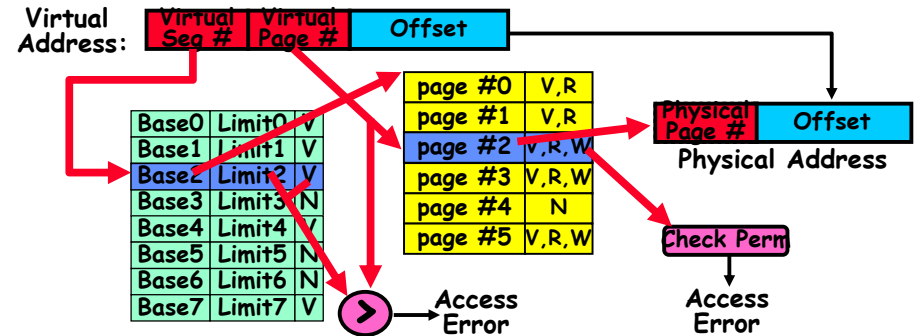 Virtual Address:
Virtual Seg #
Virtual Page #
Offset
Base0 Limit0 V
Base1 Limit1 V
Base2 Limit2 V
Base3 Limit3 N
Base4 Limit4 V
Base5 Limit5 N
Base6 Limit6 N
Base7 Limit7 V
page #0 V,R
page #1 V,R
page #2 V,R,W
page #3 V,R,W
page #4 N
page #5 V,R,W
Physical Page #
Offset
Physical Address
Check Perm
>
Access Error
Access Error